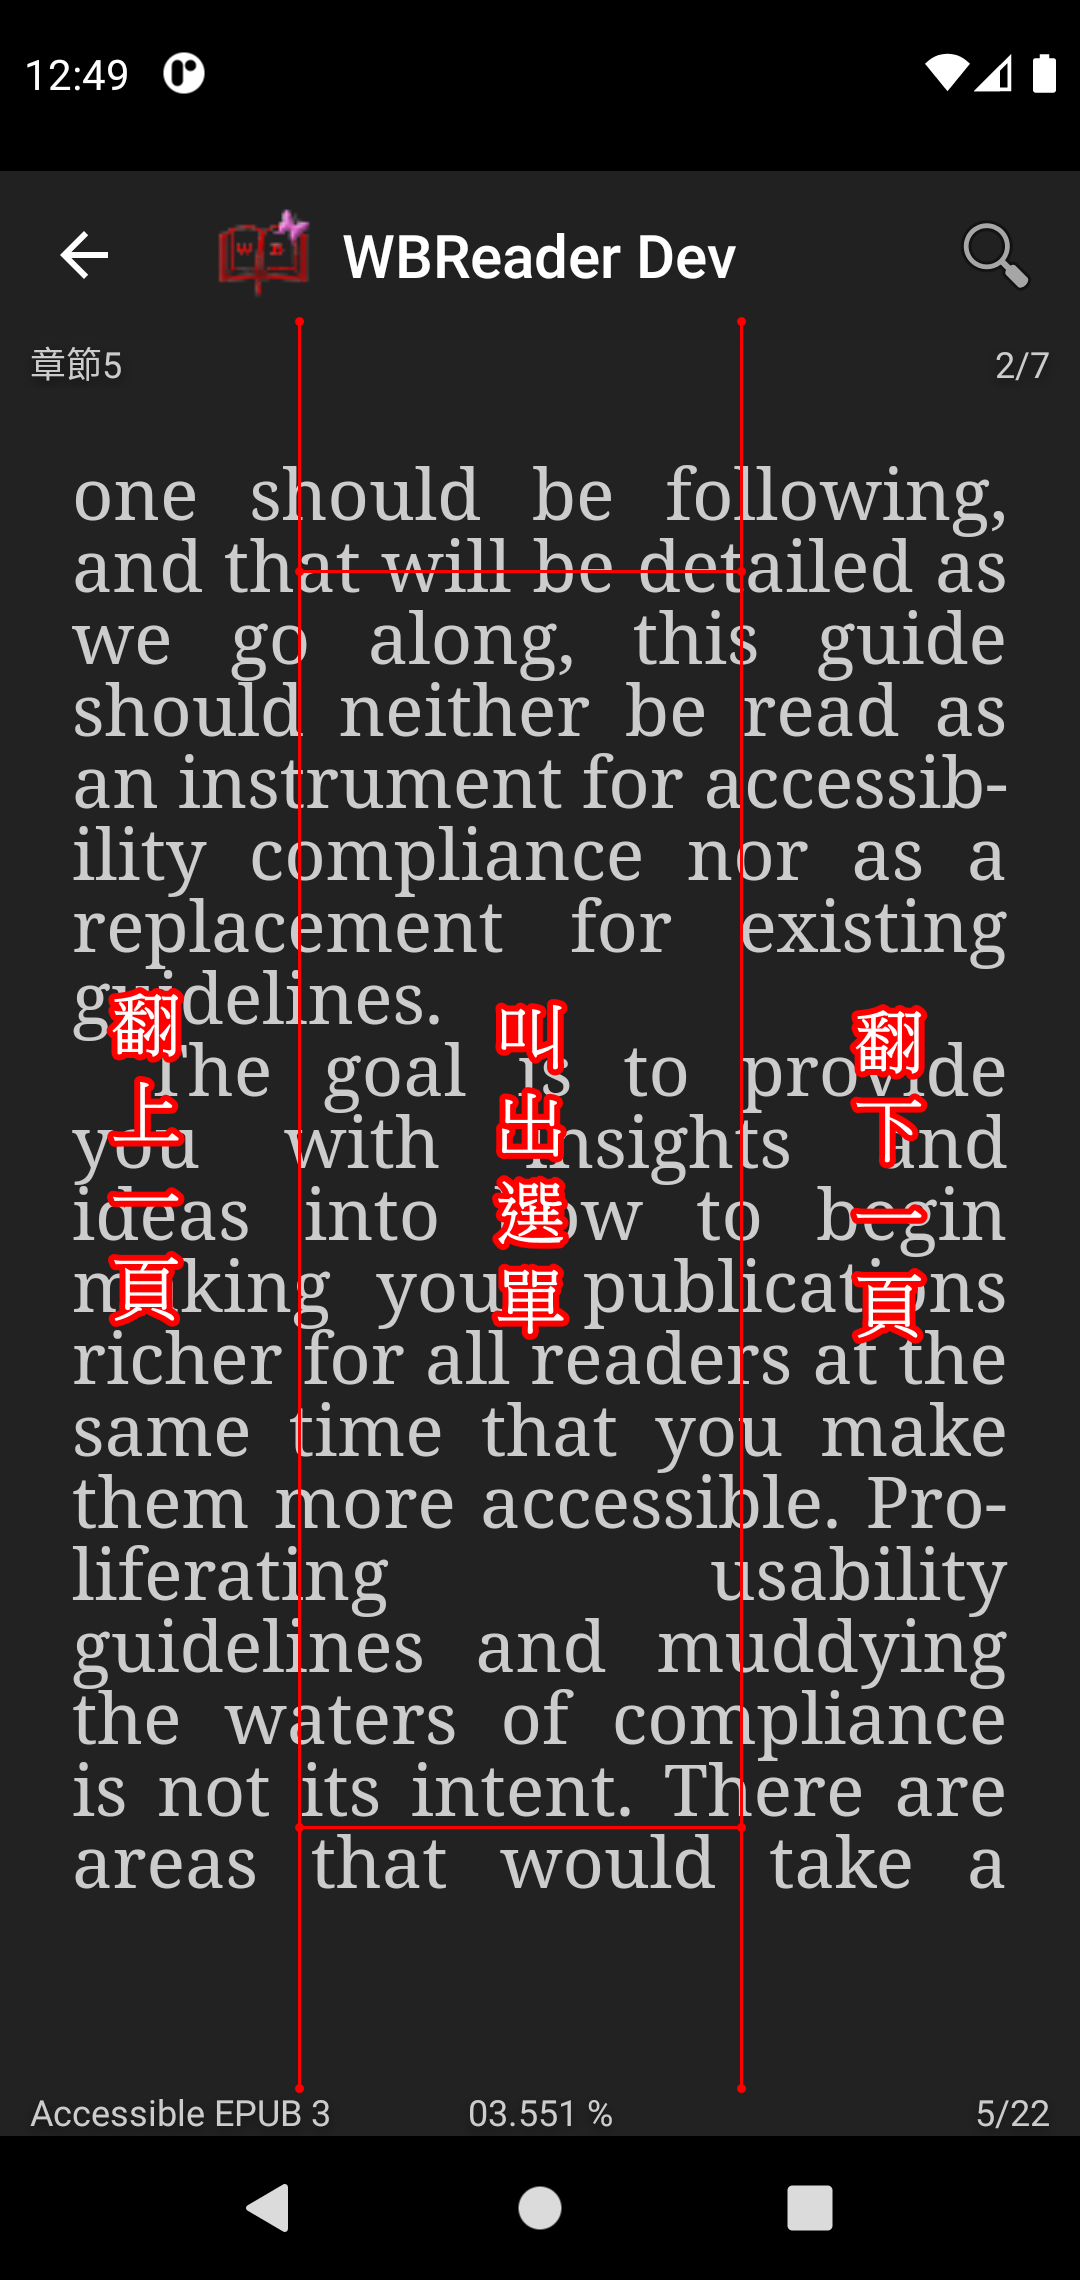 12:49
WBReader Dev
章節5
2/7
one should be following,
and that will be detailed as
we go along, this guide
should neither be read as
an instrument for accessib-
ility compliance nor as a
replacement for existing
guidelines.
The goal is to provide
you with insights and
ideas into how to begin
making your publications
richer for all readers at the
same time that you make
them more accessible. Pro-
liferating usability
guidelines and muddying
the waters of compliance
is not its intent. There are
areas that would take a
翻上一頁
叫出選單
翻下一頁
Accessible EPUB 3
03.551 %
5/22